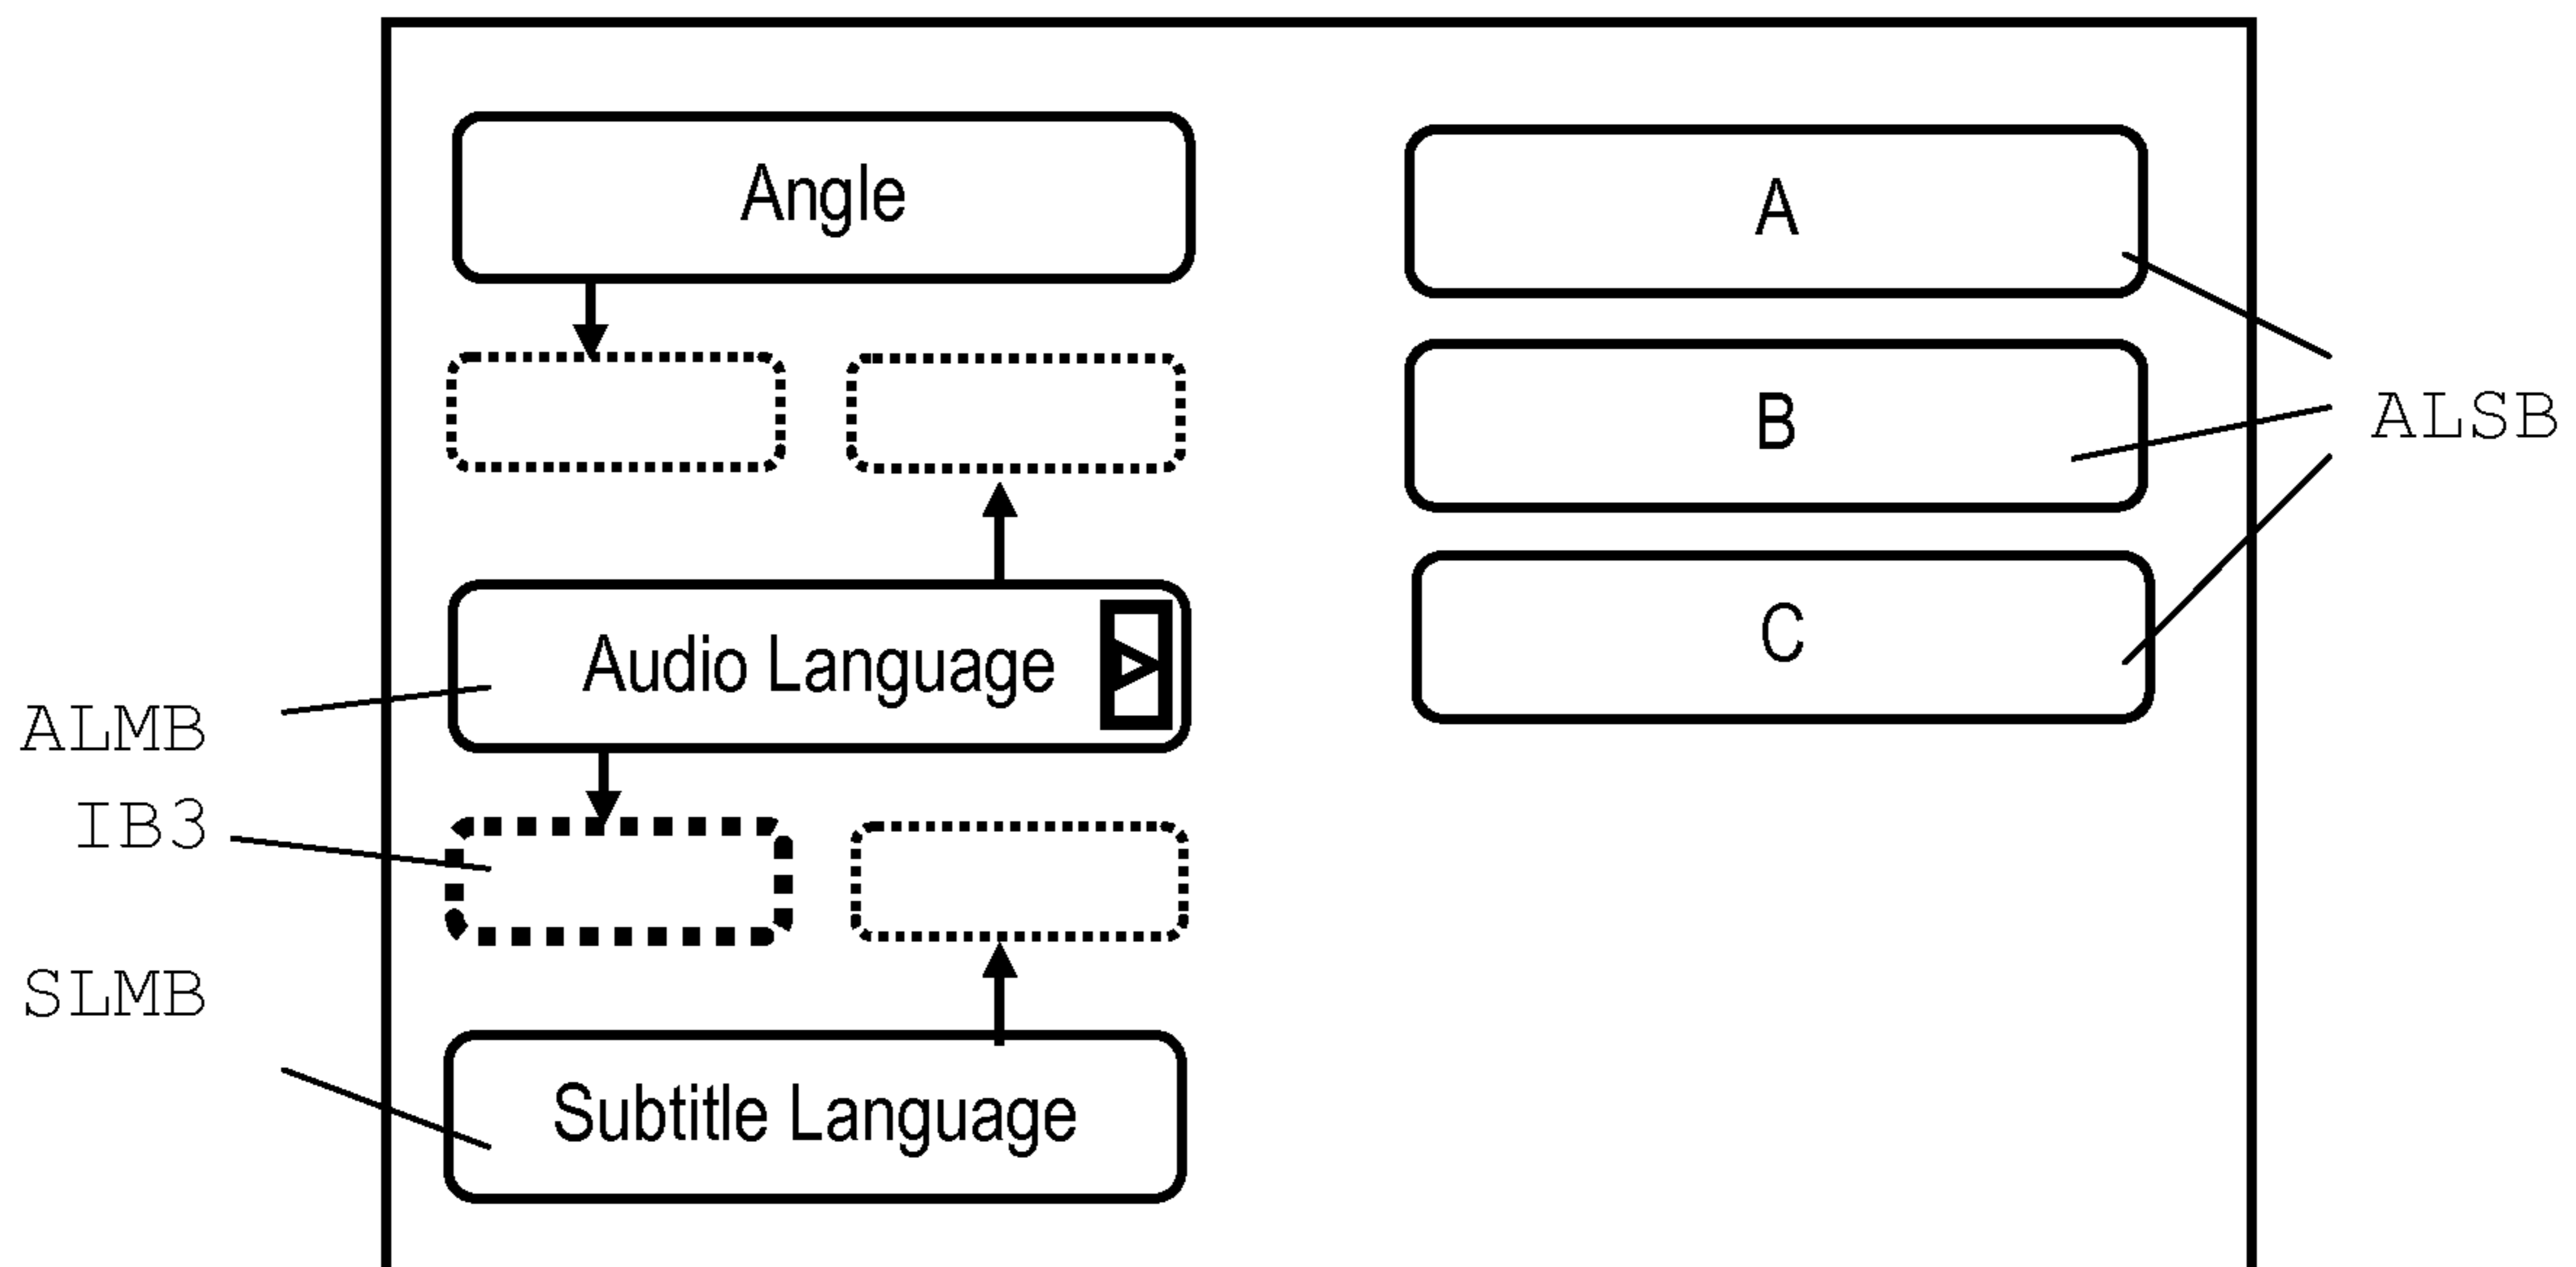 Angle
A
B
ALSB
Audio Language
C
ALMB
IB3
SLMB
Subtitle Language